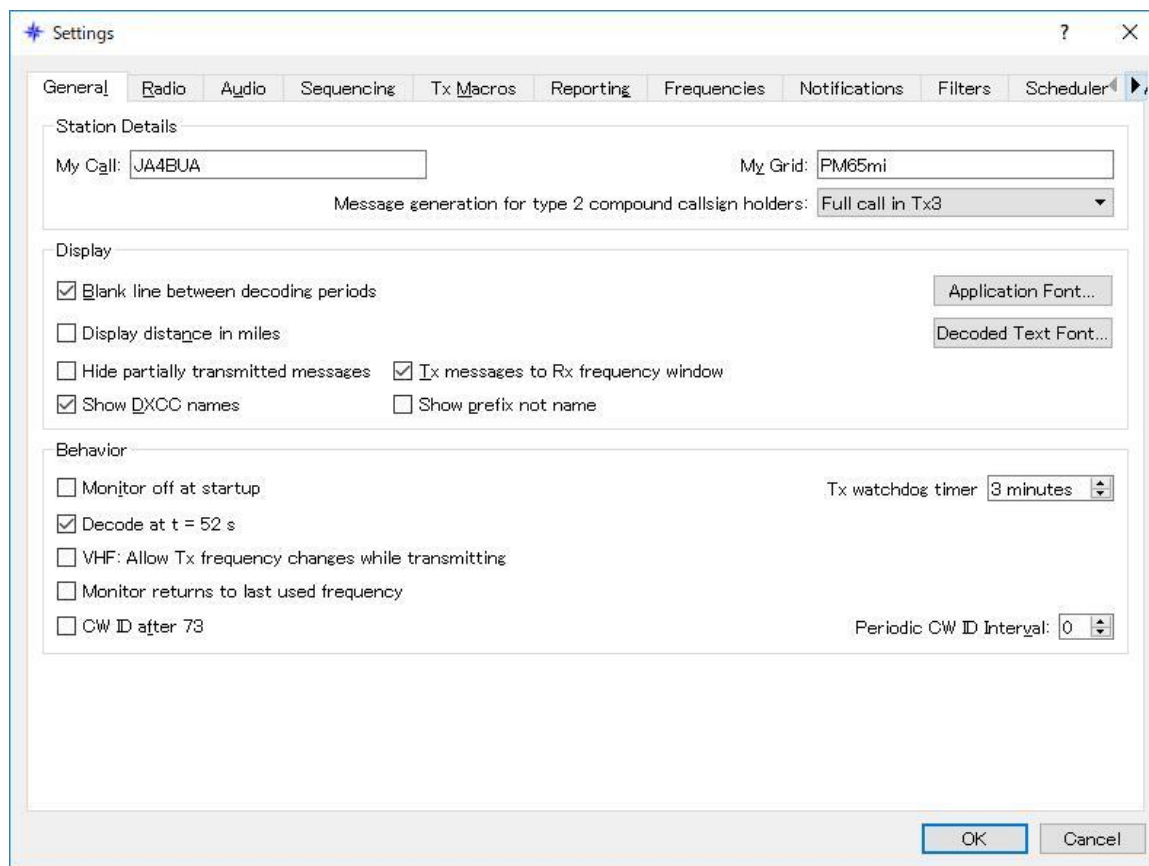 Settings
General Radio Audio Sequencing Tx Macros Reporting Frequencies Notifications Filters Scheduler
Station Details
My Call: JA4BUA My Grid: PM65mi
Message generation for type 2 compound callsign holders: Full call in Tx3
Display
Blank line between decoding periods Application Font...
Display distance in miles Decoded Text Font...
Hide partially transmitted messages Tx messages to Rx frequency window
Show DXCC names Show prefix not name
Behavior
Monitor off at startup Tx watchdog timer 3 minutes
Decode at t = 52 s
VHF: Allow Tx frequency changes while transmitting
Monitor returns to last used frequency
CW ID after 73 Periodic CW ID Interval: 0
OK Cancel